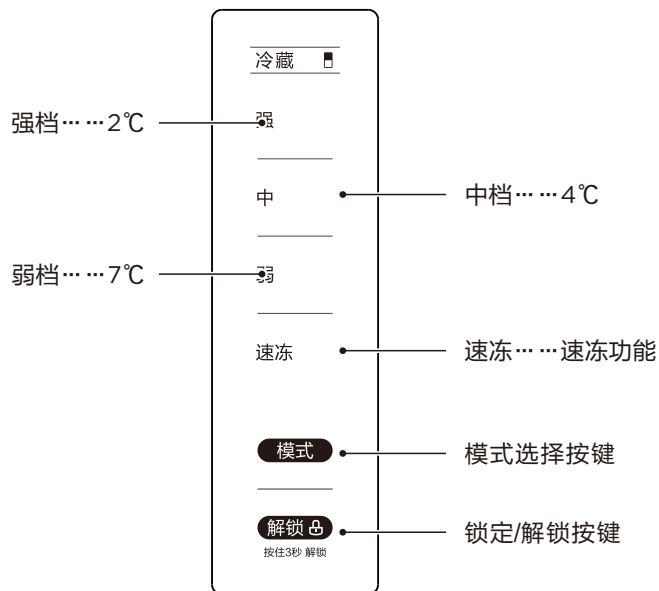 冷藏
强档……2℃
强
中
中档……4℃
弱档……7℃
弱
速冻
速冻……速冻功能
模式
模式选择按键
解锁
锁定/解锁按键
按住3秒 解锁